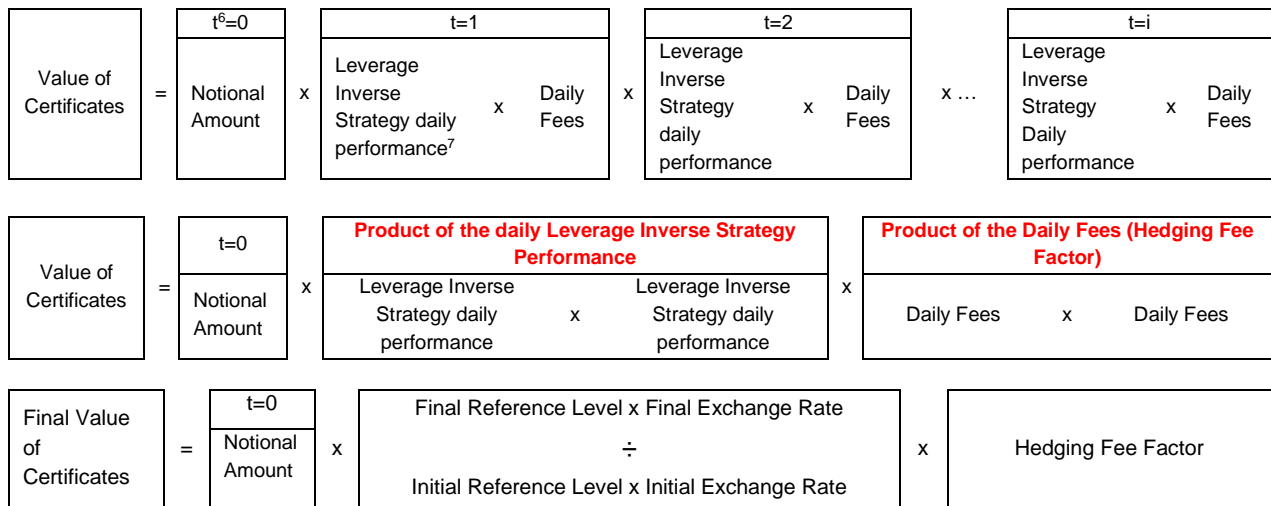 t⁶=0
t=1
t=2
t=i
Value of
Certificates
=
Notional
Amount
x
Leverage
Inverse
Strategy daily
performance⁷
x
Daily
Fees
x
Leverage
Inverse
Strategy
daily
performance
x
Daily
Fees
x …
Leverage
Inverse
Strategy
Daily
performance
x
Daily
Fees
Value of
Certificates
=
t=0
Notional
Amount
x
Product of the daily Leverage Inverse Strategy
Performance
Leverage Inverse
Strategy daily
performance
x
Leverage Inverse
Strategy daily
performance
x
Product of the Daily Fees (Hedging Fee
Factor)
Daily Fees x Daily Fees
Final Value
of
Certificates
=
t=0
Notional
Amount
x
Final Reference Level x Final Exchange Rate
÷
Initial Reference Level x Initial Exchange Rate
x
Hedging Fee Factor